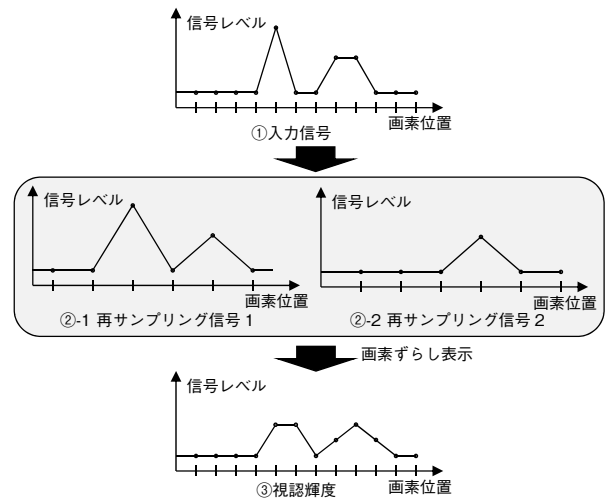 信号レベル
画素位置
①入力信号
信号レベル
画素位置
②-1 再サンプリング信号1
信号レベル
画素位置
②-2 再サンプリング信号2
画素ずらし表示
信号レベル
画素位置
③視認輝度